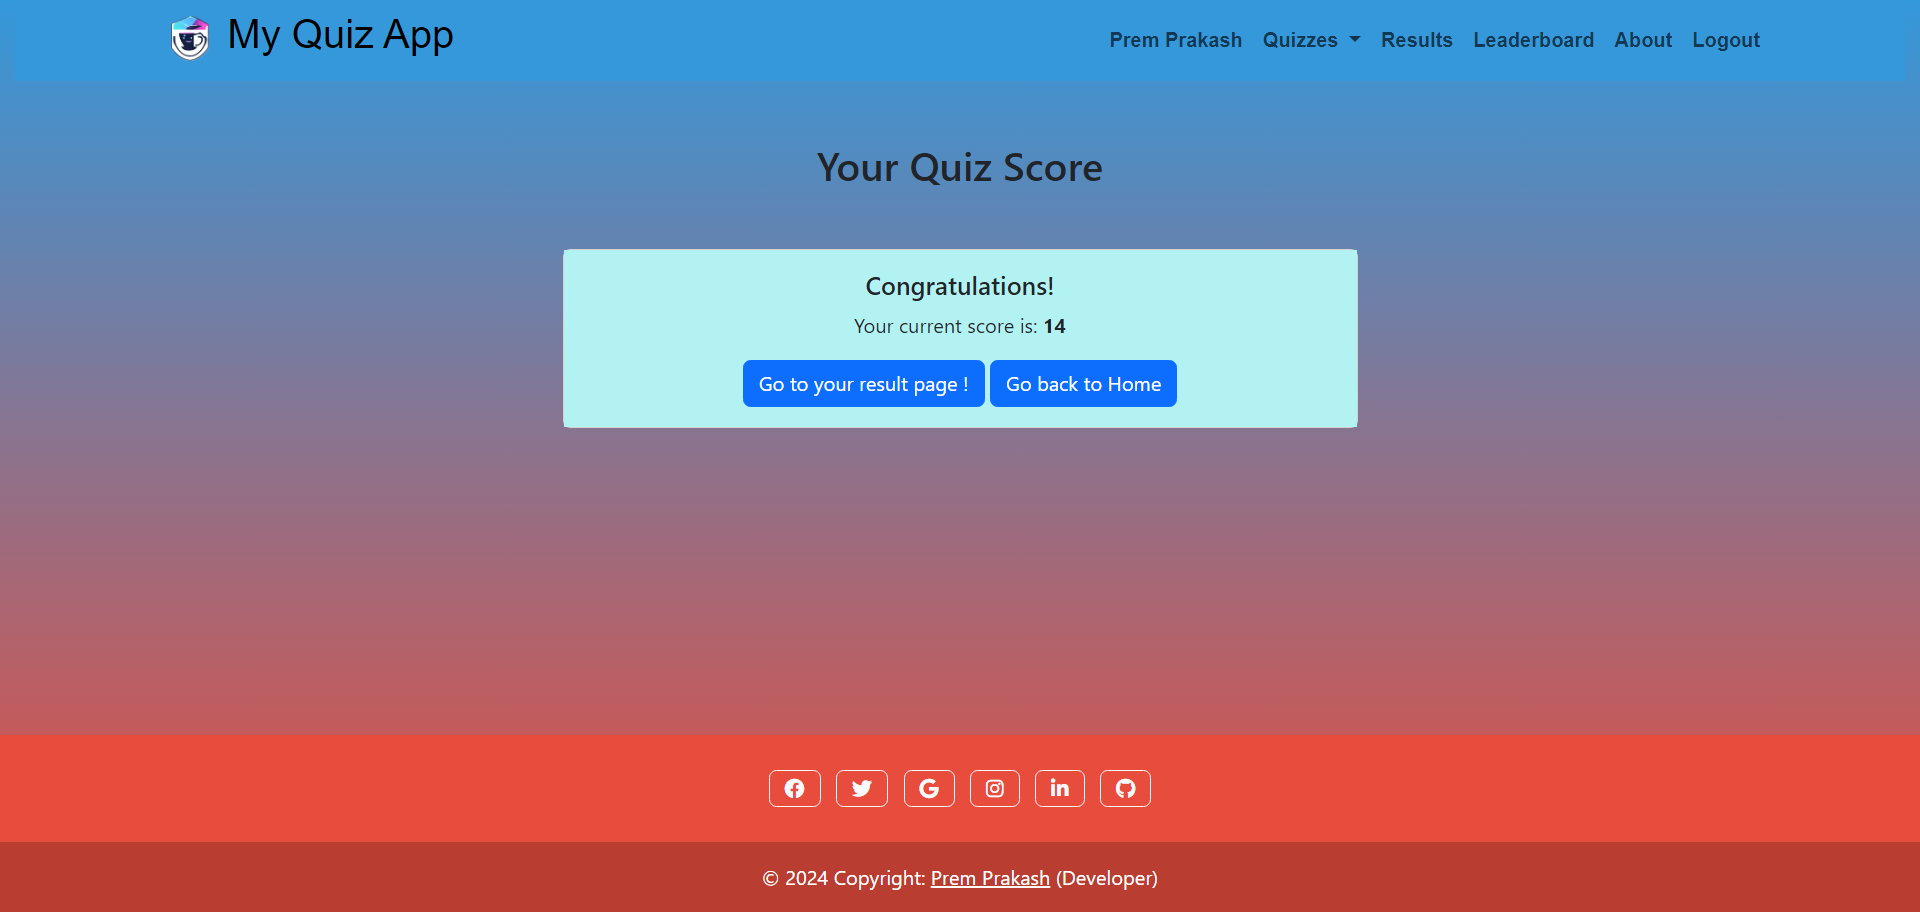 My Quiz App
Prem Prakash Quizzes Results Leaderboard About Logout
Your Quiz Score
Congratulations!
Your current score is: 14
Go to your result page ! Go back to Home
© 2024 Copyright: Prem Prakash (Developer)